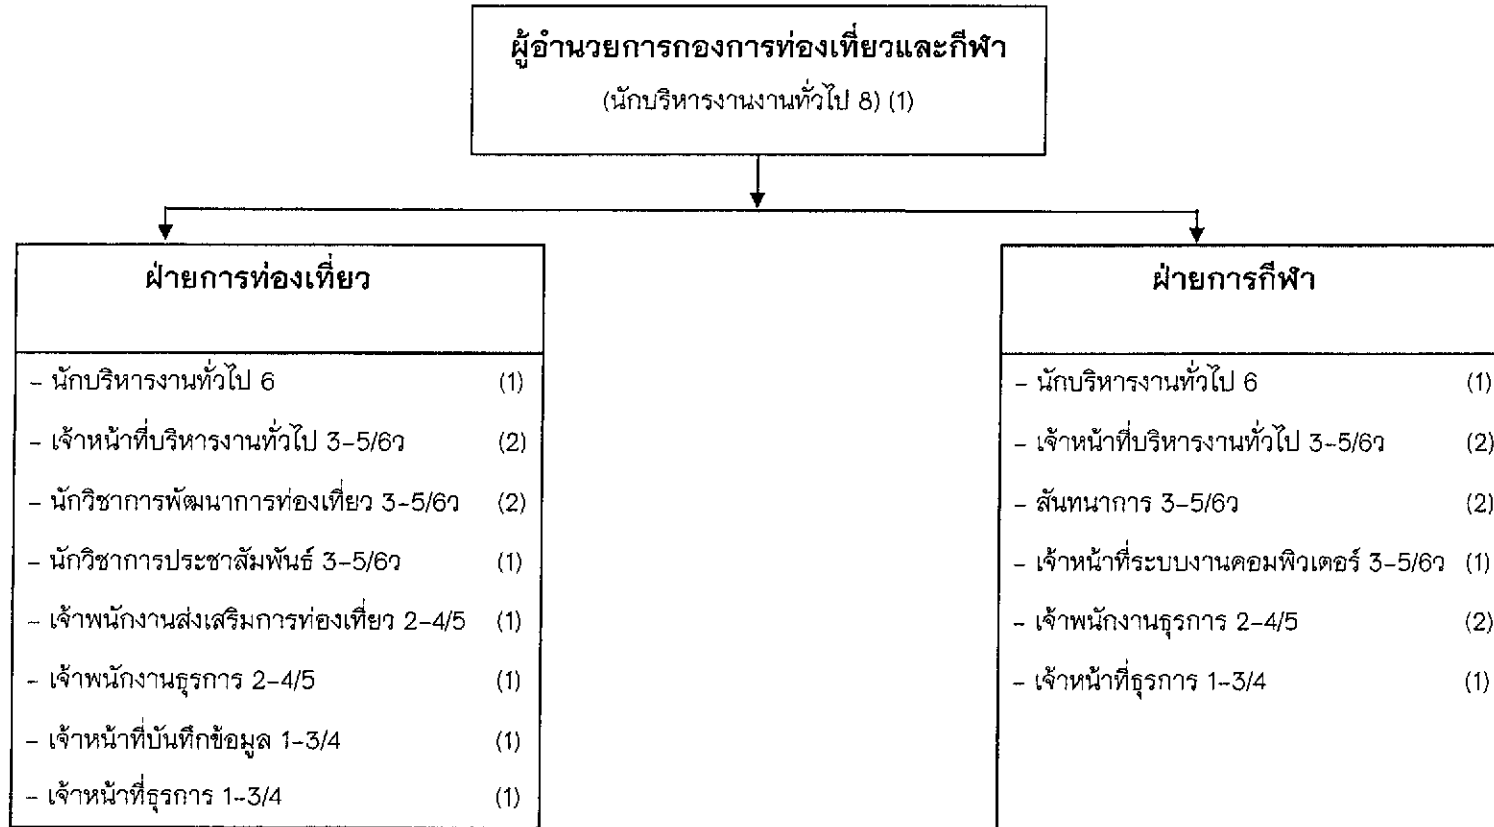 ผู้อำนวยการกองการท่องเที่ยวและกีฬา
(นักบริหารงานงานทั่วไป 8) (1)
ฝ่ายการท่องเที่ยว
– นักบริหารงานทั่วไป 6 (1)
– เจ้าหน้าที่บริหารงานทั่วไป 3-5/6ว (2)
– นักวิชาการพัฒนาการท่องเที่ยว 3-5/6ว (2)
– นักวิชาการประชาสัมพันธ์ 3-5/6ว (1)
– เจ้าพนักงานส่งเสริมการท่องเที่ยว 2-4/5 (1)
– เจ้าพนักงานธุรการ 2-4/5 (1)
– เจ้าหน้าที่บันทึกข้อมูล 1-3/4 (1)
– เจ้าหน้าที่ธุรการ 1-3/4 (1)
ฝ่ายการกีฬา
– นักบริหารงานทั่วไป 6 (1)
– เจ้าหน้าที่บริหารงานทั่วไป 3-5/6ว (2)
– สันทนาการ 3-5/6ว (2)
– เจ้าหน้าที่ระบบงานคอมพิวเตอร์ 3-5/6ว (1)
– เจ้าพนักงานธุรการ 2-4/5 (2)
– เจ้าหน้าที่ธุรการ 1-3/4 (1)